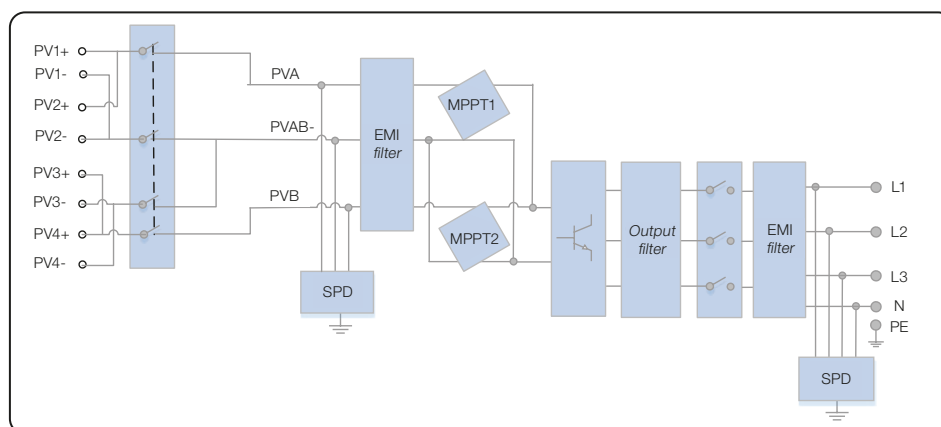 PV1+
PV1-
PV2+
PV2-
PV3+
PV3-
PV4+
PV4-
PVA
PVAB-
PVB
EMI
filter
MPPT1
MPPT2
SPD
Output
filter
EMI
filter
L1
L2
L3
N
PE
SPD